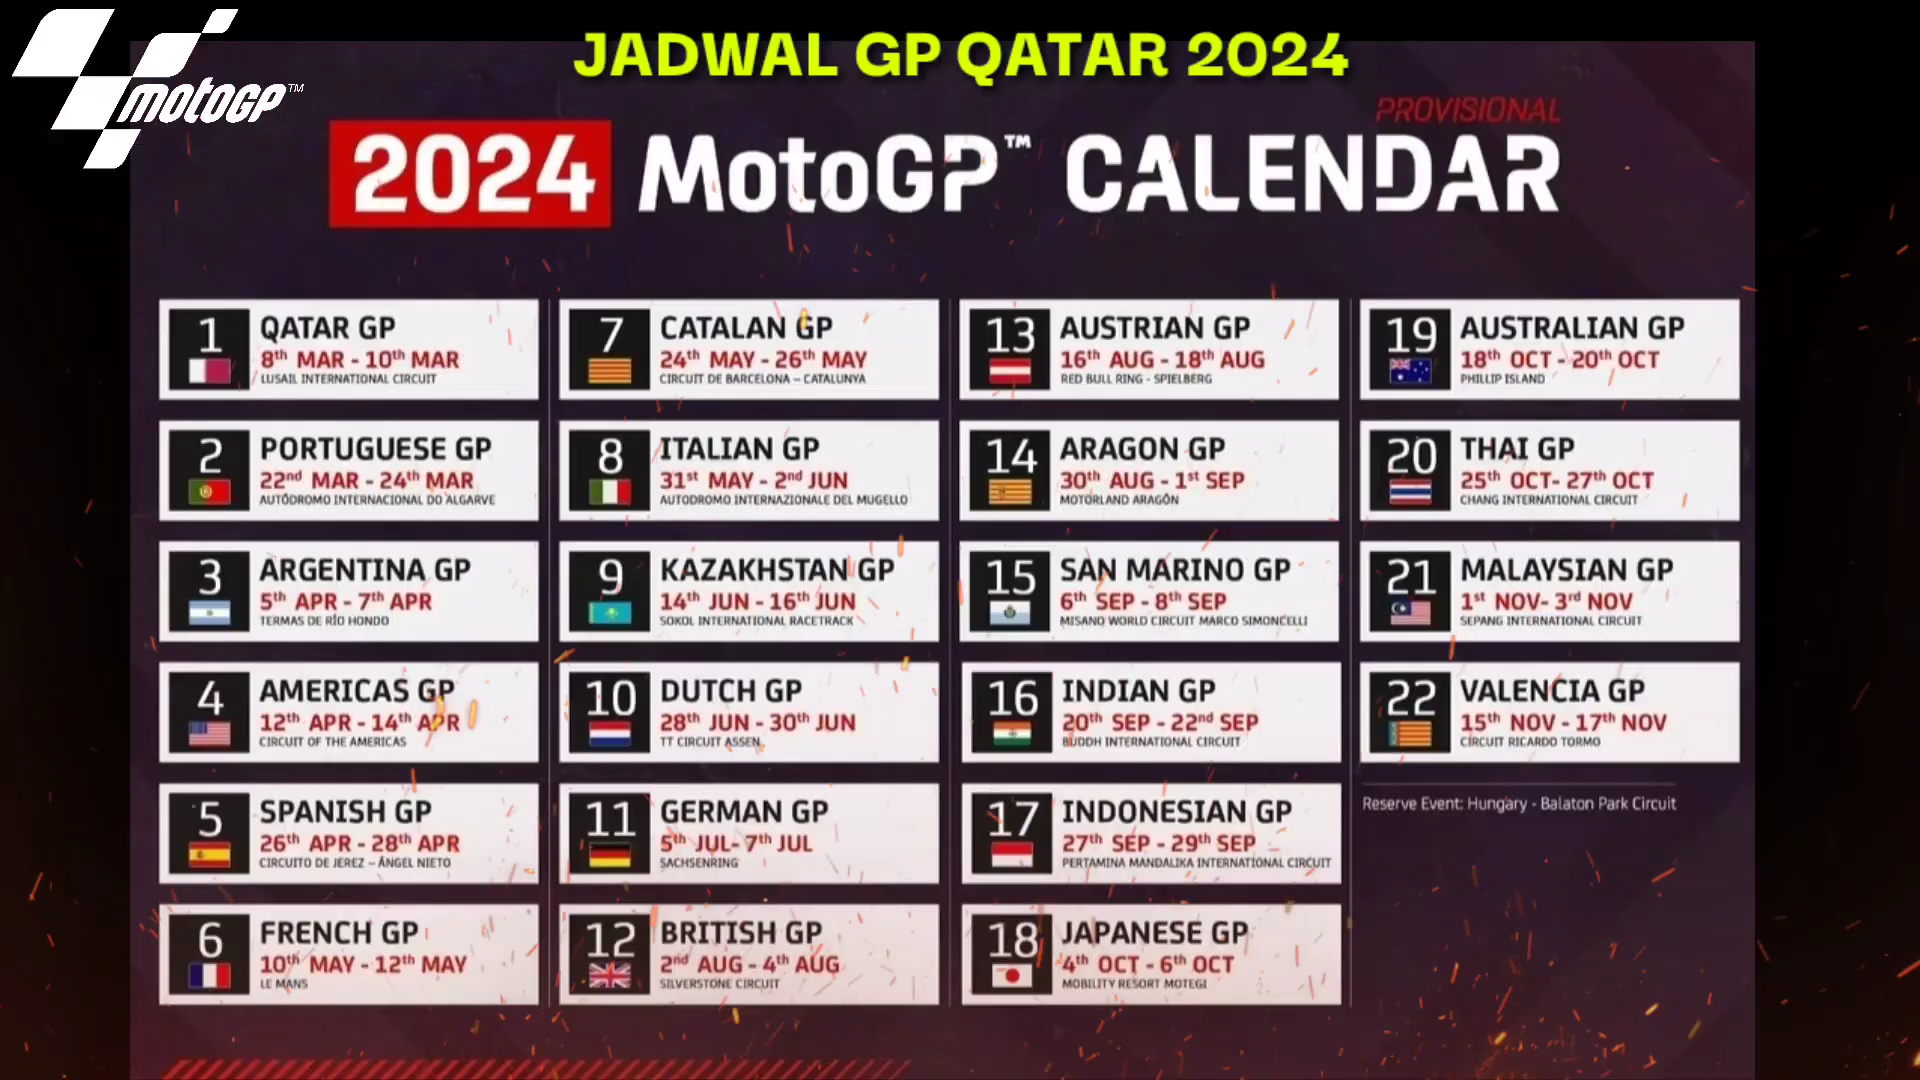 motoGP™
JADWAL GP QATAR 2024
PROVISIONAL
2024 MotoGP™ CALENDAR
1
QATAR GP
8th MAR - 10th MAR
LUSAIL INTERNATIONAL CIRCUIT
2
PORTUGUESE GP
22nd MAR - 24th MAR
AUTÓDROMO INTERNACIONAL DO ALGARVE
3
ARGENTINA GP
5th APR - 7th APR
TERMAS DE RÍO HONDO
4
AMERICAS GP
12th APR - 14th APR
CIRCUIT OF THE AMERICAS
5
SPANISH GP
26th APR - 28th APR
CIRCUITO DE JEREZ – ÁNGEL NIETO
6
FRENCH GP
10th MAY - 12th MAY
LE MANS
7
CATALAN GP
24th MAY - 26th MAY
CIRCUIT DE BARCELONA – CATALUNYA
8
ITALIAN GP
31st MAY - 2nd JUN
AUTODROMO INTERNAZIONALE DEL MUGELLO
9
KAZAKHSTAN GP
14th JUN - 16th JUN
SOKOL INTERNATIONAL RACETRACK
10
DUTCH GP
28th JUN - 30th JUN
TT CIRCUIT ASSEN
11
GERMAN GP
5th JUL- 7th JUL
SACHSENRING
12
BRITISH GP
2nd AUG - 4th AUG
SILVERSTONE CIRCUIT
13
AUSTRIAN GP
16th AUG - 18th AUG
RED BULL RING - SPIELBERG
14
ARAGON GP
30th AUG - 1st SEP
MOTORLAND ARAGÓN
15
SAN MARINO GP
6th SEP - 8th SEP
MISANO WORLD CIRCUIT MARCO SIMONCELLI
16
INDIAN GP
20th SEP - 22nd SEP
BUDDH INTERNATIONAL CIRCUIT
17
INDONESIAN GP
27th SEP - 29th SEP
PERTAMINA MANDALIKA INTERNATIONAL CIRCUIT
18
JAPANESE GP
4th OCT - 6th OCT
MOBILITY RESORT MOTEGI
19
AUSTRALIAN GP
18th OCT - 20th OCT
PHILLIP ISLAND
20
THAI GP
25th OCT- 27th OCT
CHANG INTERNATIONAL CIRCUIT
21
MALAYSIAN GP
1st NOV- 3rd NOV
SEPANG INTERNATIONAL CIRCUIT
22
VALENCIA GP
15th NOV - 17th NOV
CIRCUIT RICARDO TORMO
Reserve Event: Hungary - Balaton Park Circuit